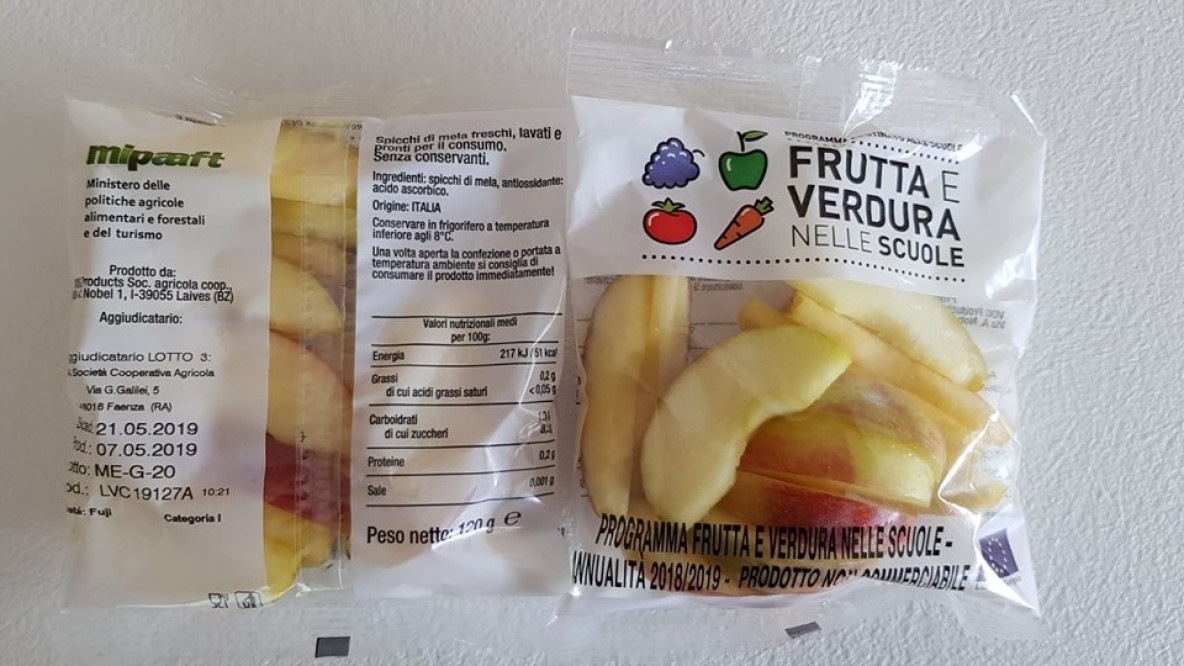 mipaaft
Ministero delle
politiche agricole
alimentari e forestali
e del turismo
Prodotto da:
Products Soc. agricola coop.,
Nobel 1, I-39055 Laives (BZ)
Aggiudicatario:
ggiudicatario LOTTO 3:
Società Cooperativa Agricola
Via G.Galilei, 5
018 Faenza (RA)
Scad: 21.05.2019
rod.: 07.05.2019
otto: ME-G-20
od.: LVC19127A 10:21
Fuji Categoria I
Spicchi di mela freschi, lavati e
pronti per il consumo.
Senza conservanti.
Ingredienti: spicchi di mela, antiossidante:
acido ascorbico.
Origine: ITALIA
Conservare in frigorifero a temperatura
inferiore agli 8°C.
Una volta aperta la confezione o portata a
temperatura ambiente si consiglia di
consumare il prodotto immediatamente!
Valori nutrizionali medi
per 100g:
Energia 217 kJ / 51 kcal
Grassi 0,2 g
di cui acidi grassi saturi <0,05 g
Carboidrati
di cui zuccheri
Proteine 0,2 g
Sale 0,001 g
Peso netto: 120 g e
PROGRAMMA
FRUTTA E
VERDURA
NELLE SCUOLE
PROGRAMMA FRUTTA E VERDURA NELLE SCUOLE -
ANNUALITÀ 2018/2019 - PRODOTTO NON COMMERCIABILE